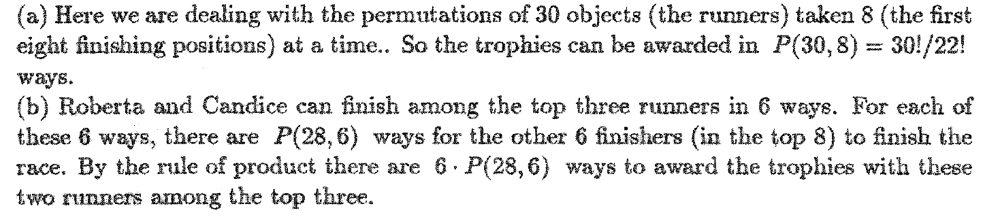 (a) Here we are dealing with the permutations of 30 objects (the runners) taken 8 (the first
eight finishing positions) at a time.. So the trophies can be awarded in P(30, 8) = 30!/22!
ways.
(b) Roberta and Candice can finish among the top three runners in 6 ways. For each of
these 6 ways, there are P(28, 6) ways for the other 6 finishers (in the top 8) to finish the
race. By the rule of product there are 6 · P(28, 6) ways to award the trophies with these
two runners among the top three.